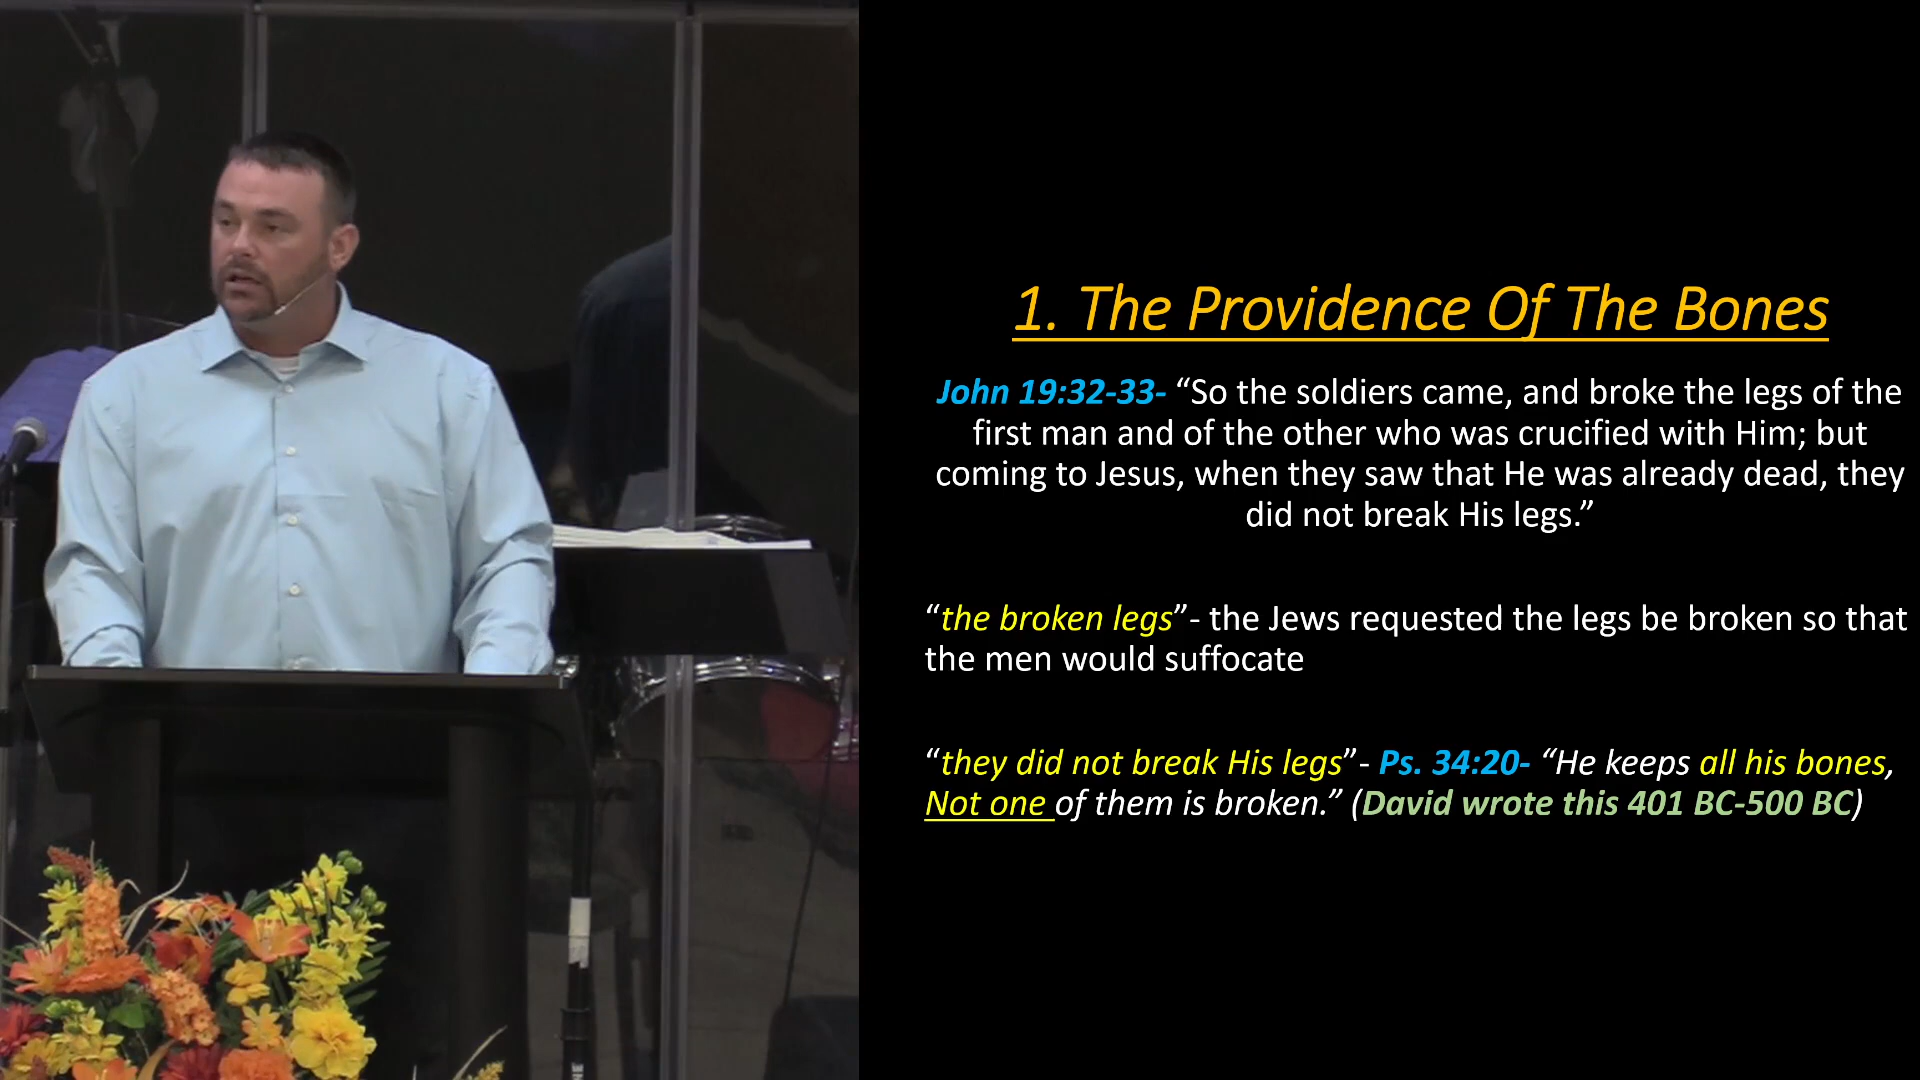 1. The Providence Of The Bones
John 19:32-33- “So the soldiers came, and broke the legs of the
first man and of the other who was crucified with Him; but
coming to Jesus, when they saw that He was already dead, they
did not break His legs.”
“the broken legs”- the Jews requested the legs be broken so that
the men would suffocate
“they did not break His legs”- Ps. 34:20- “He keeps all his bones,
Not one of them is broken.” (David wrote this 401 BC-500 BC)